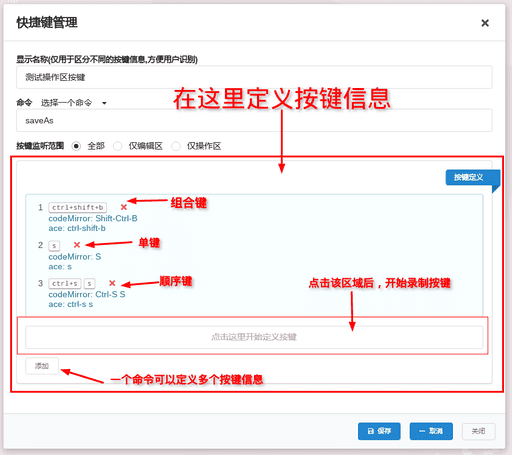 快捷键管理
显示名称(仅用于区分不同的按键信息,方便用户识别)
测试操作区按键
命令 选择一个命令
saveAs
在这里定义按键信息
按键监听范围 全部 仅编辑区 仅操作区
按键定义
1 ctrl+shift+b
组合键
codeMirror: Shift-Ctrl-B
ace: ctrl-shift-b
2 s
单键
codeMirror: S
ace: s
3 ctrl+s s
顺序键
codeMirror: Ctrl-S S
ace: ctrl-s s
点击该区域后，开始录制按键
点击这里开始定义按键
添加
一个命令可以定义多个按键信息
保存 取消 关闭